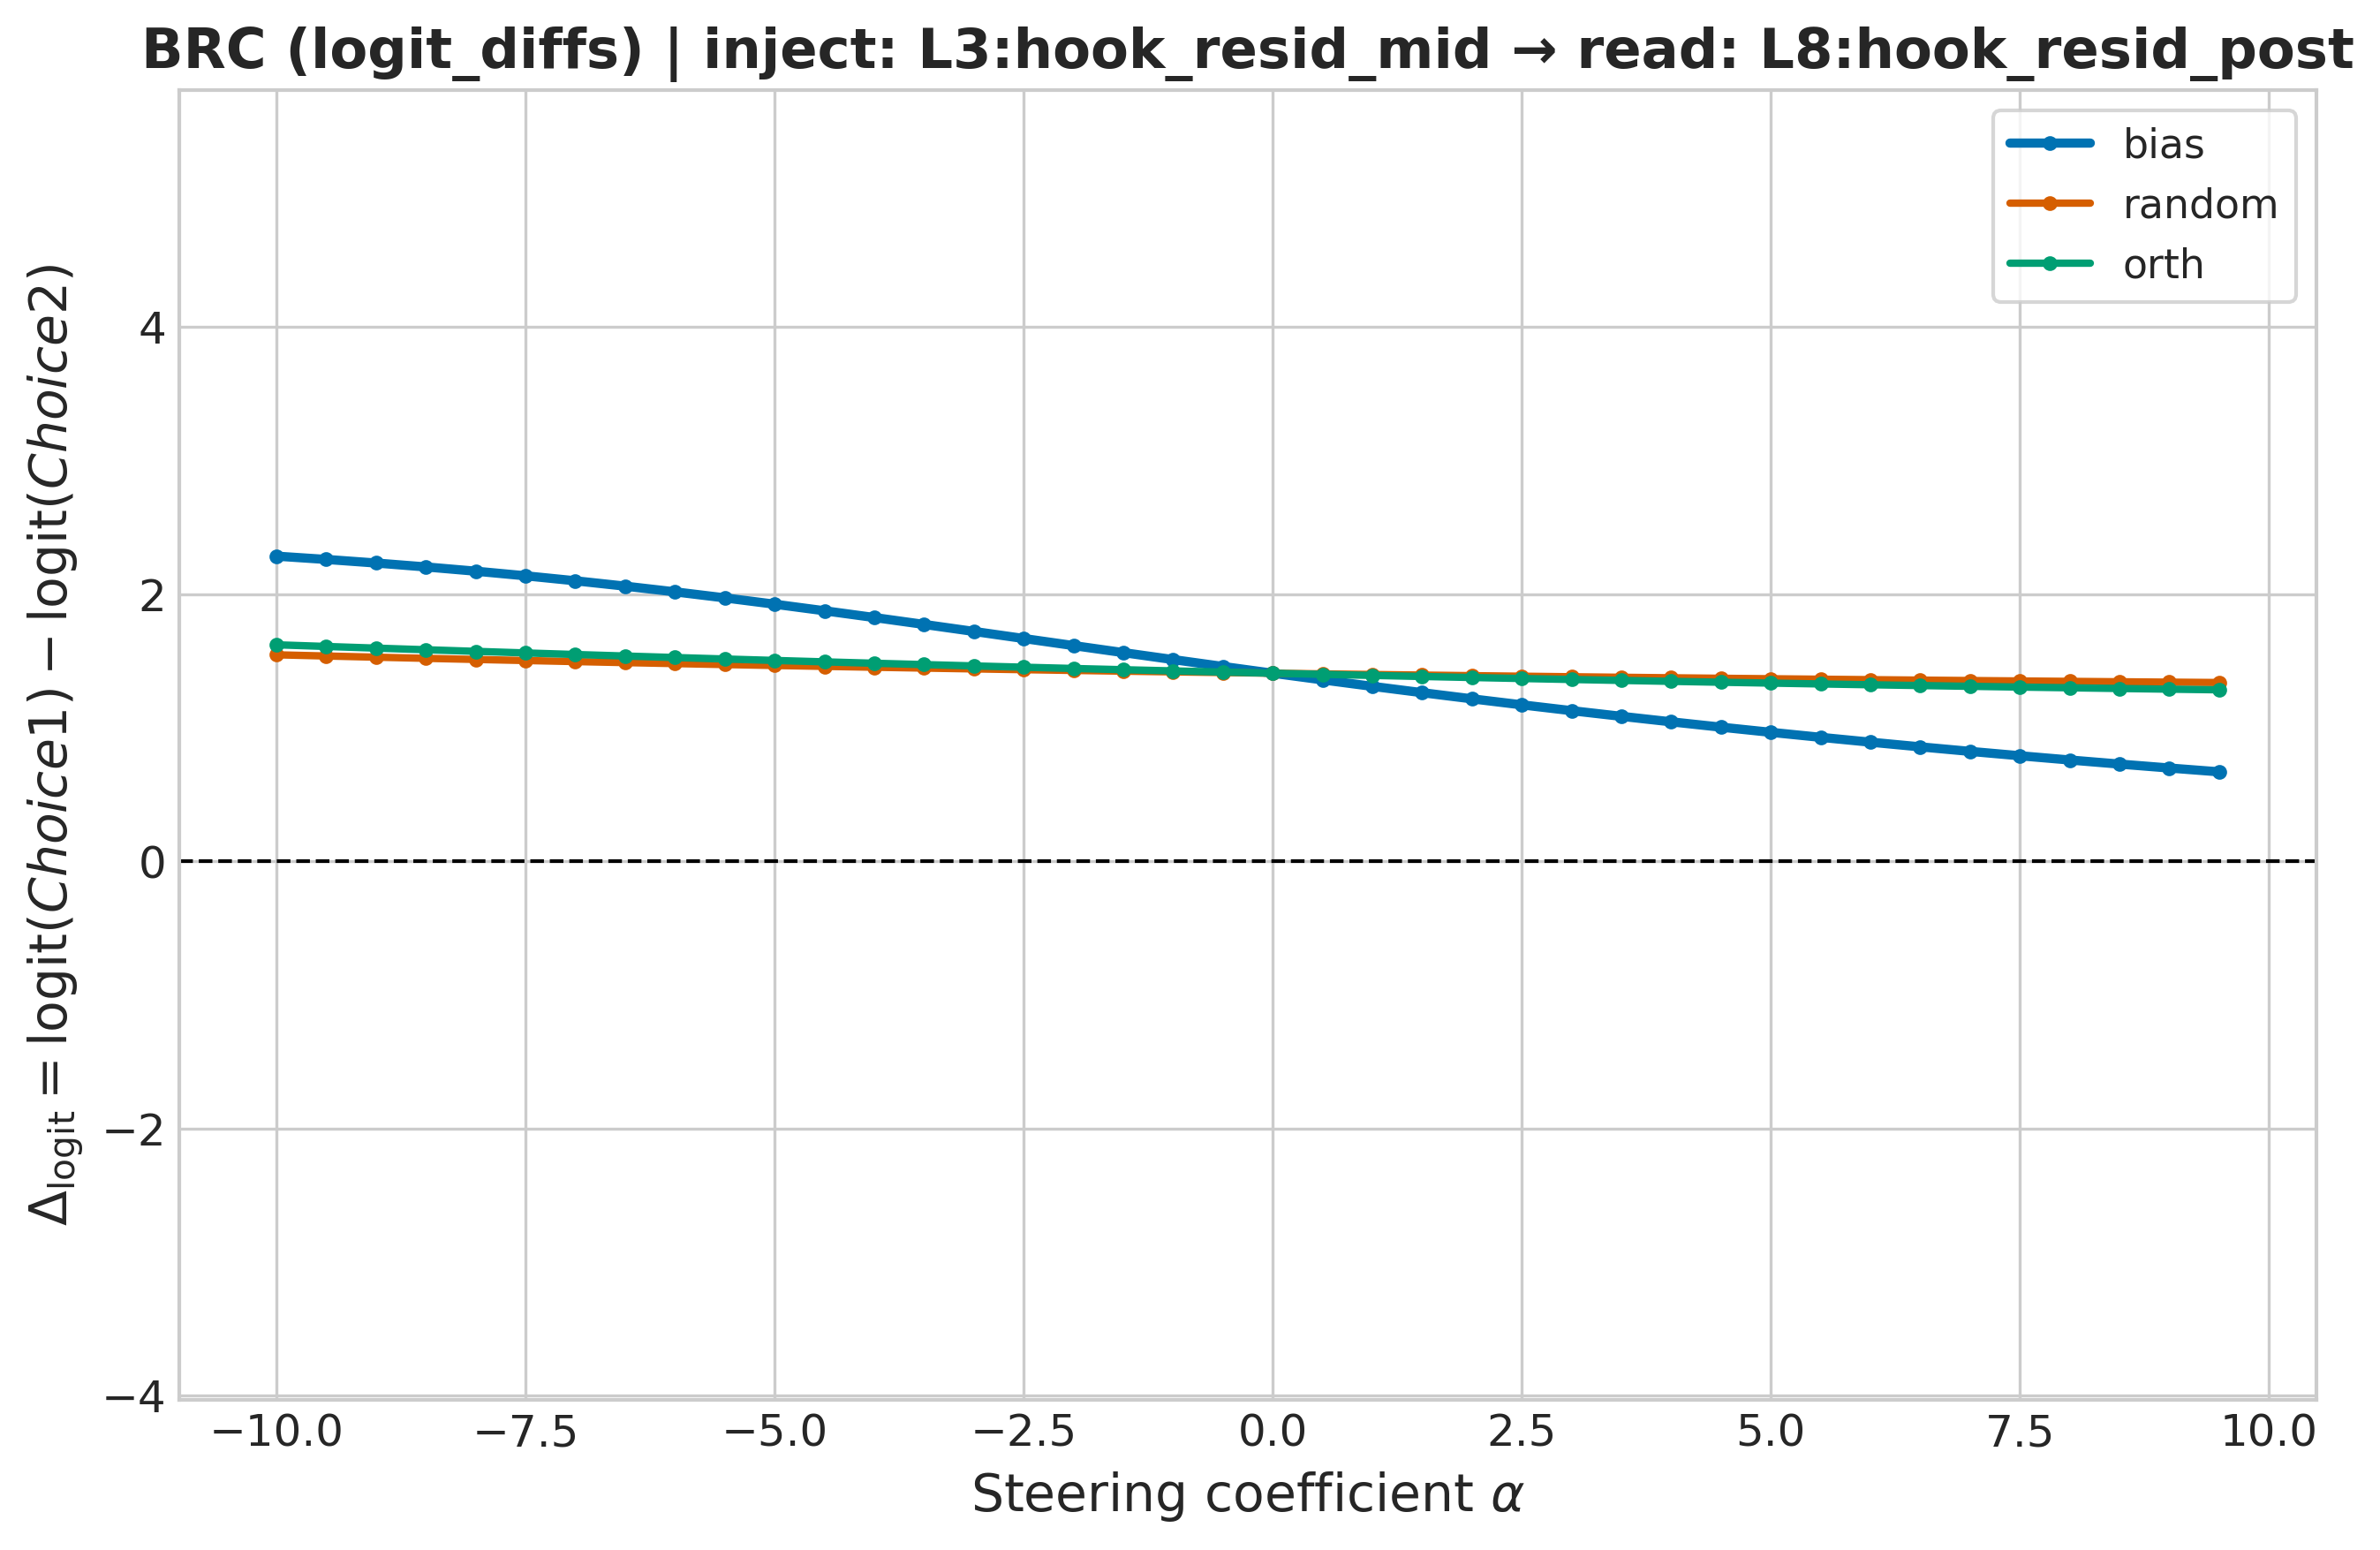 BRC (logit_diffs) | inject: L3:hook_resid_mid → read: L8:hook_resid_post
bias
random
orth
Δlogit = logit(Choice1) − logit(Choice2)
4
2
0
−2
−4
−10.0 −7.5 −5.0 −2.5 0.0 2.5 5.0 7.5 10.0
Steering coefficient α